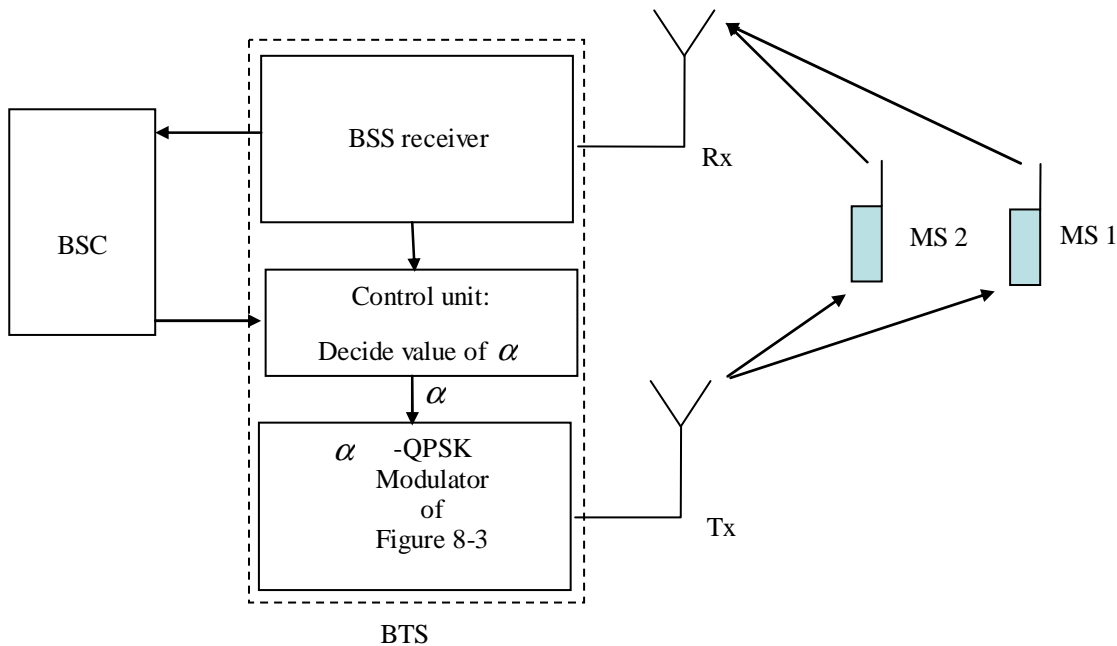 BSS receiver
Rx
BSC
MS 2
MS 1
Control unit:
Decide value of α
α
α -QPSK
Modulator
of
Figure 8-3
Tx
BTS